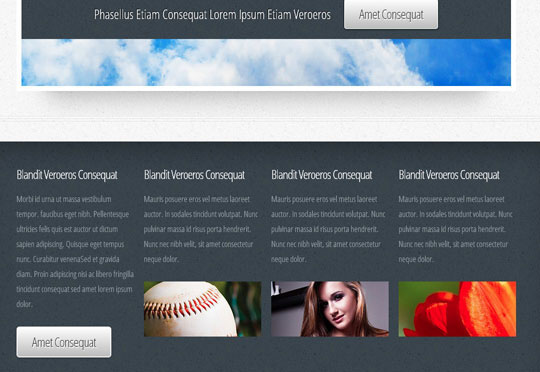 Phasellus Etiam Consequat Lorem Ipsum Etiam Veroeros
Amet Consequat
Blandit Veroeros Consequat
Morbi id urna ut massa vestibulum
tempor, faucibus eget nibh. Pellentesque
ultricies felis quis est auctor ut dictum
sapien adipiscing. Quisque eget tempus
nunc. Curabitur venenaSed et gravida
diam. Proin adipiscing nisi ac libero fringilla
tincidunt consequat sed amet lorem ipsum
dolor.
Amet Consequat
Blandit Veroeros Consequat
Mauris posuere eros vel metus laoreet
auctor. In sodales tincidunt volutpat. Nunc
pulvinar massa id risus porta hendrerit.
Nunc nec nibh velit, sit amet consectetur
neque dolor.
Blandit Veroeros Consequat
Mauris posuere eros vel metus laoreet
auctor. In sodales tincidunt volutpat. Nunc
pulvinar massa id risus porta hendrerit.
Nunc nec nibh velit, sit amet consectetur
neque dolor.
Blandit Veroeros Consequat
Mauris posuere eros vel metus laoreet
auctor. In sodales tincidunt volutpat. Nunc
pulvinar massa id risus porta hendrerit.
Nunc nec nibh velit, sit amet consectetur
neque dolor.